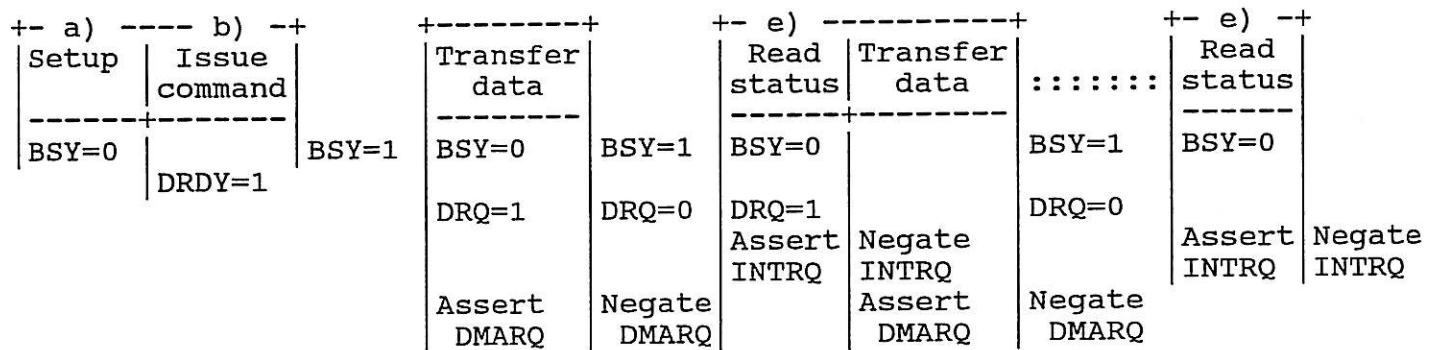 +- a) ---- b) -+ +--------+ +- e) -----------+ +- e) -+
|Setup | Issue | |Transfer| | Read |Transfer | | Read |
| |command| | data | |status| data |:::::::|status|
|------+------- | -------- | |------+-------- | |------ |
|BSY=0 | |BSY=1 |BSY=0 |BSY=1 |BSY=0 | |BSY=1 |BSY=0 |
|DRDY=1
|DRQ=1 |DRQ=0 |DRQ=1 | |DRQ=0
|Assert|Negate |Assert|Negate
|INTRQ |INTRQ |INTRQ |INTRQ
|Assert |Negate |Assert |Negate
| DMARQ | DMARQ| | DMARQ | DMARQ